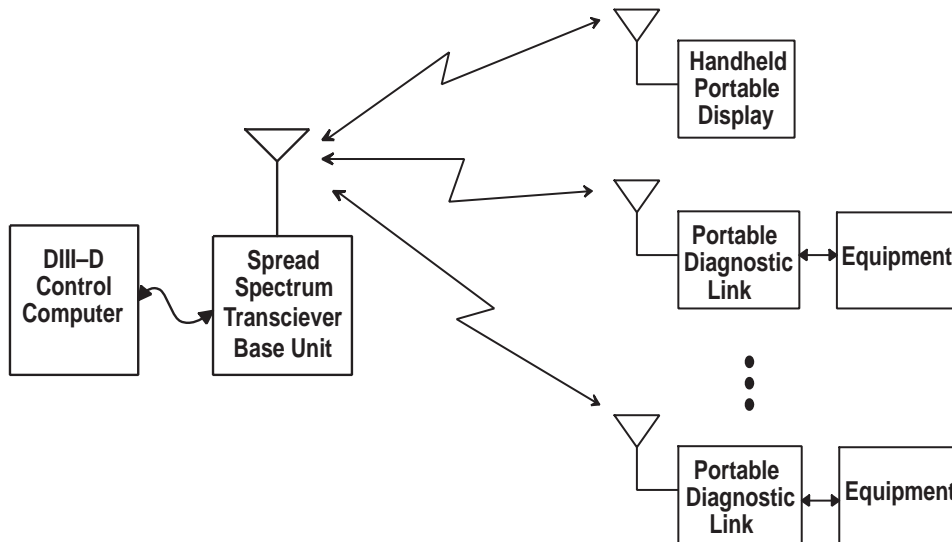 Handheld
Portable
Display
DIII–D
Control
Computer
Spread
Spectrum
Transciever
Base Unit
Portable
Diagnostic
Link
Equipment
Portable
Diagnostic
Link
Equipment